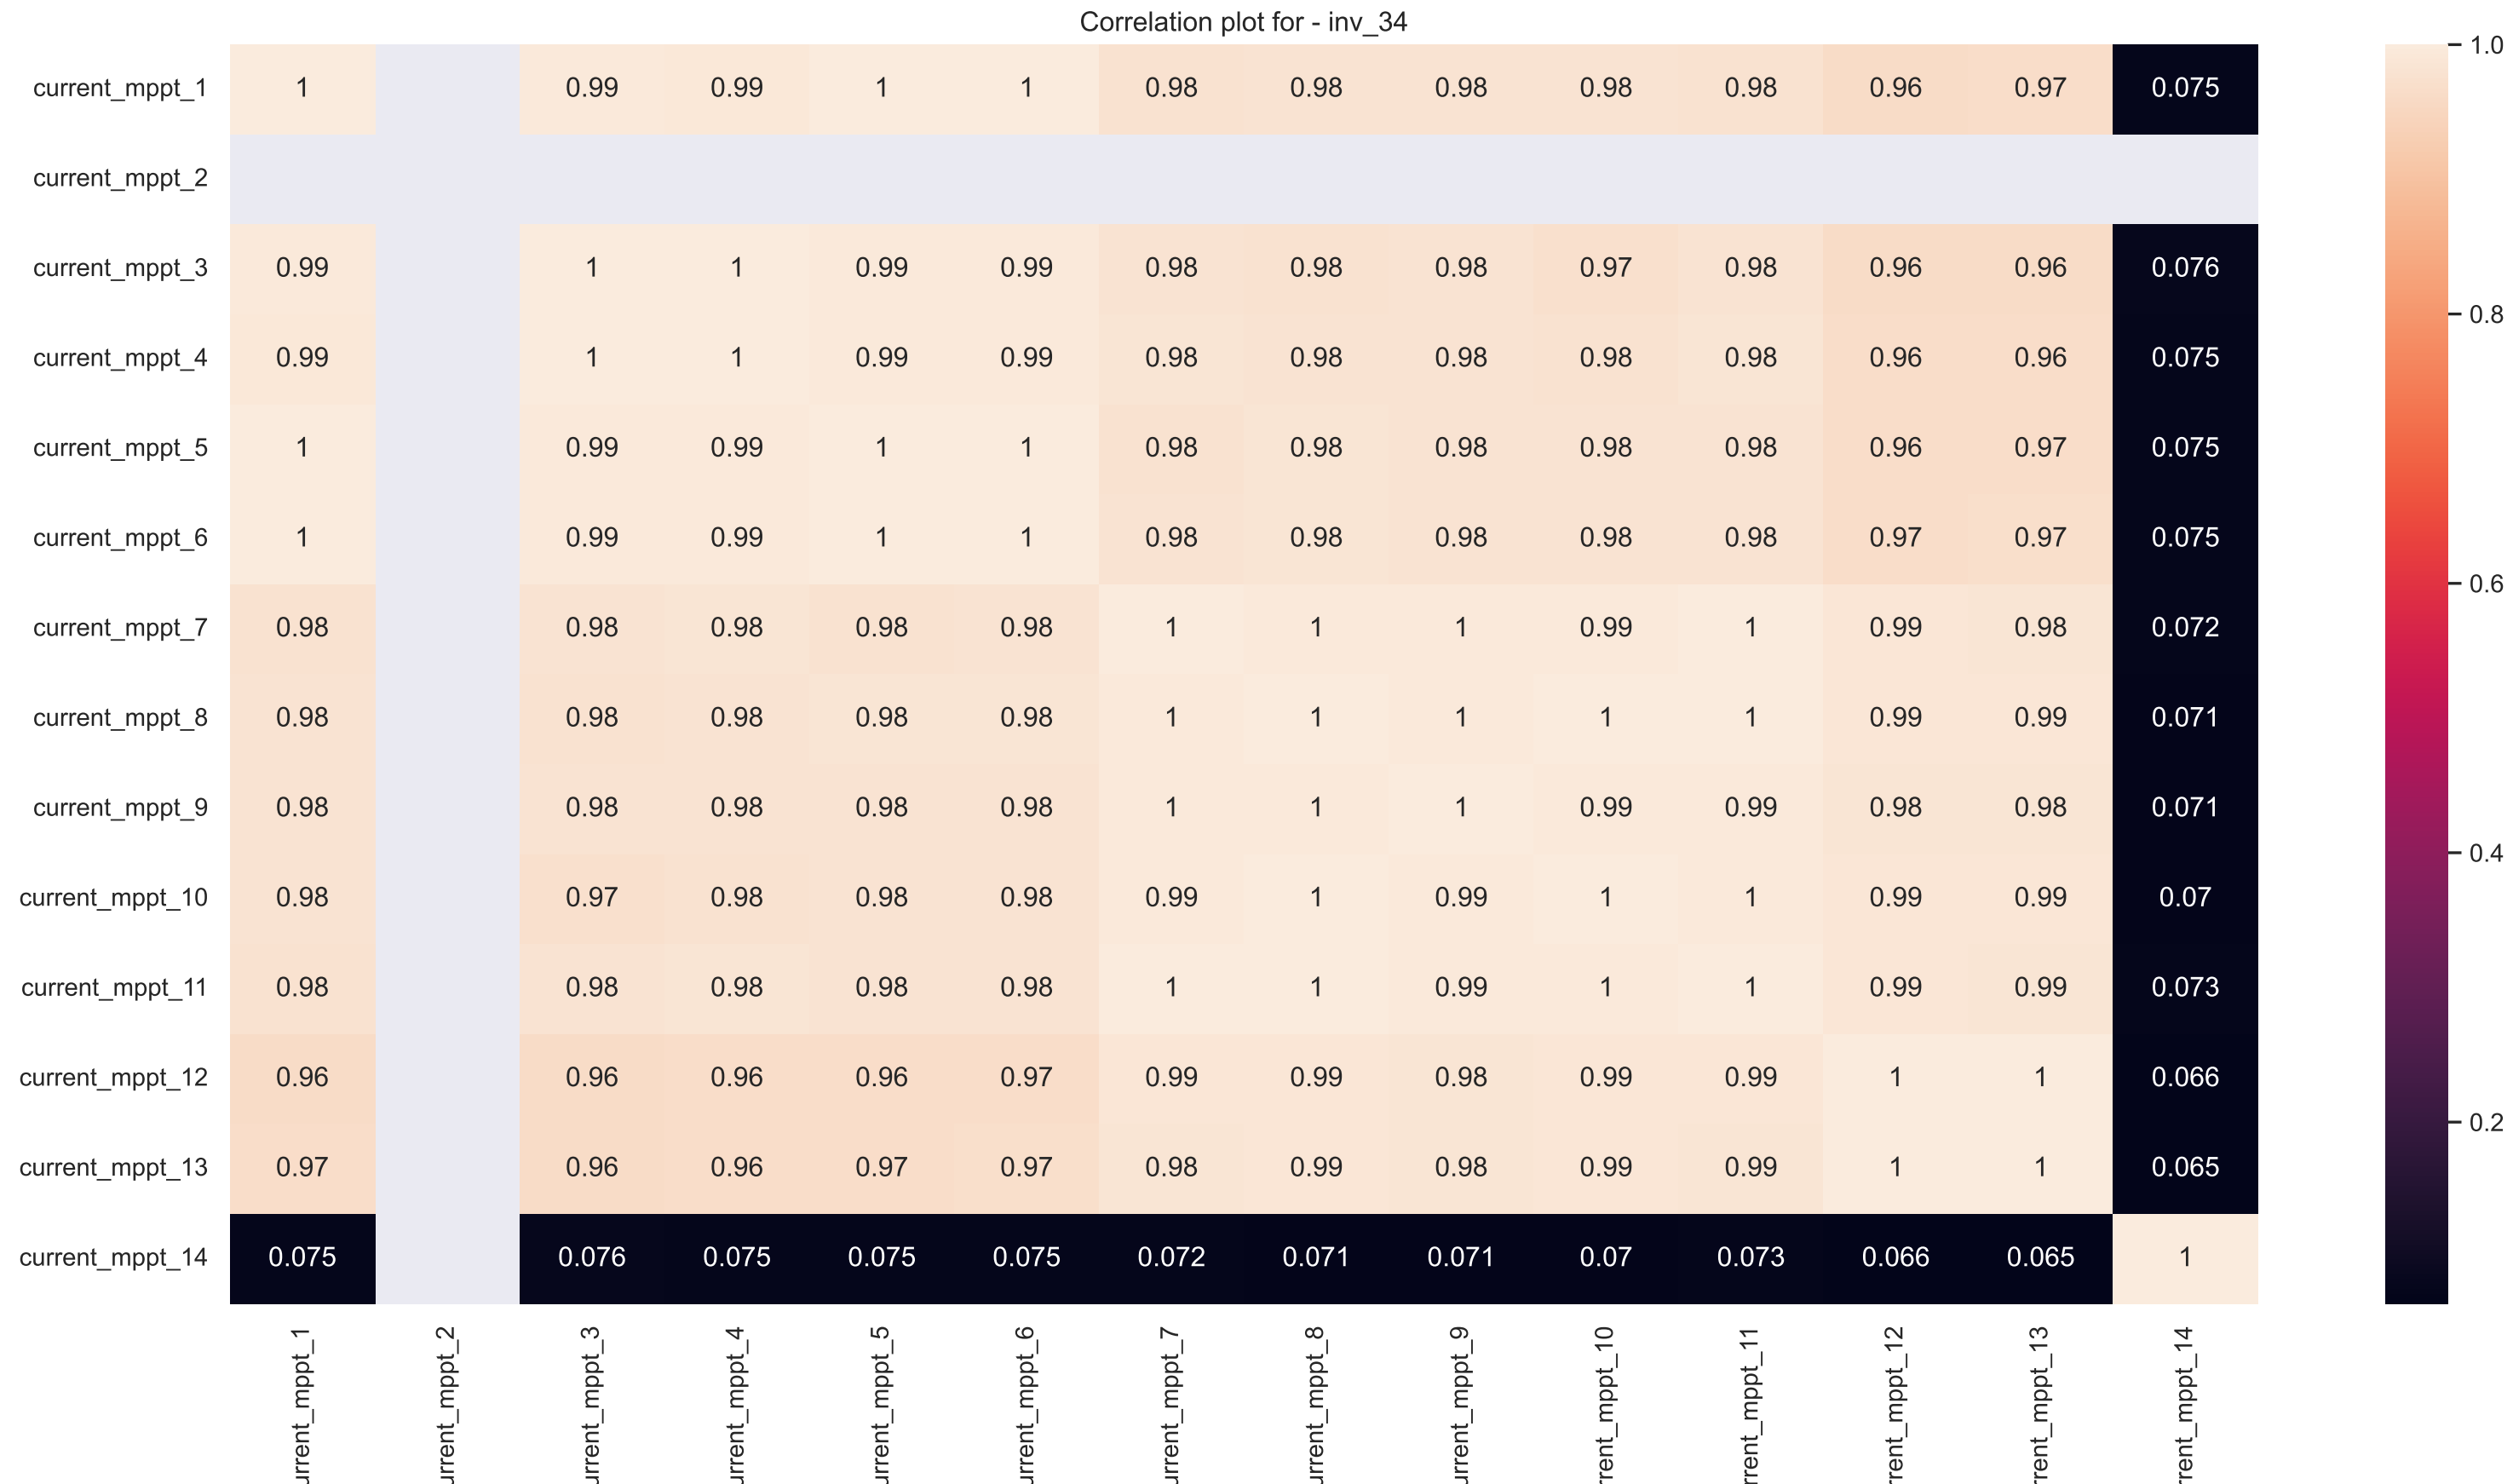 Correlation plot for - inv_34
current_mppt_1 1 0.99 0.99 1 1 0.98 0.98 0.98 0.98 0.98 0.96 0.97 0.075
current_mppt_2
current_mppt_3 0.99 1 1 0.99 0.99 0.98 0.98 0.98 0.97 0.98 0.96 0.96 0.076
current_mppt_4 0.99 1 1 0.99 0.99 0.98 0.98 0.98 0.98 0.98 0.96 0.96 0.075
current_mppt_5 1 0.99 0.99 1 1 0.98 0.98 0.98 0.98 0.98 0.96 0.97 0.075
current_mppt_6 1 0.99 0.99 1 1 0.98 0.98 0.98 0.98 0.98 0.97 0.97 0.075
current_mppt_7 0.98 0.98 0.98 0.98 0.98 1 1 1 0.99 1 0.99 0.98 0.072
current_mppt_8 0.98 0.98 0.98 0.98 0.98 1 1 1 1 1 0.99 0.99 0.071
current_mppt_9 0.98 0.98 0.98 0.98 0.98 1 1 1 0.99 0.99 0.98 0.98 0.071
current_mppt_10 0.98 0.97 0.98 0.98 0.98 0.99 1 0.99 1 1 0.99 0.99 0.07
current_mppt_11 0.98 0.98 0.98 0.98 0.98 1 1 0.99 1 1 0.99 0.99 0.073
current_mppt_12 0.96 0.96 0.96 0.96 0.97 0.99 0.99 0.98 0.99 0.99 1 1 0.066
current_mppt_13 0.97 0.96 0.96 0.97 0.97 0.98 0.99 0.98 0.99 0.99 1 1 0.065
current_mppt_14 0.075 0.076 0.075 0.075 0.075 0.072 0.071 0.071 0.07 0.073 0.066 0.065 1
urrent_mppt_1
urrent_mppt_2
urrent_mppt_3
urrent_mppt_4
urrent_mppt_5
urrent_mppt_6
urrent_mppt_7
urrent_mppt_8
urrent_mppt_9
rrent_mppt_10
rrent_mppt_11
rrent_mppt_12
rrent_mppt_13
rrent_mppt_14
1.0
0.8
0.6
0.4
0.2